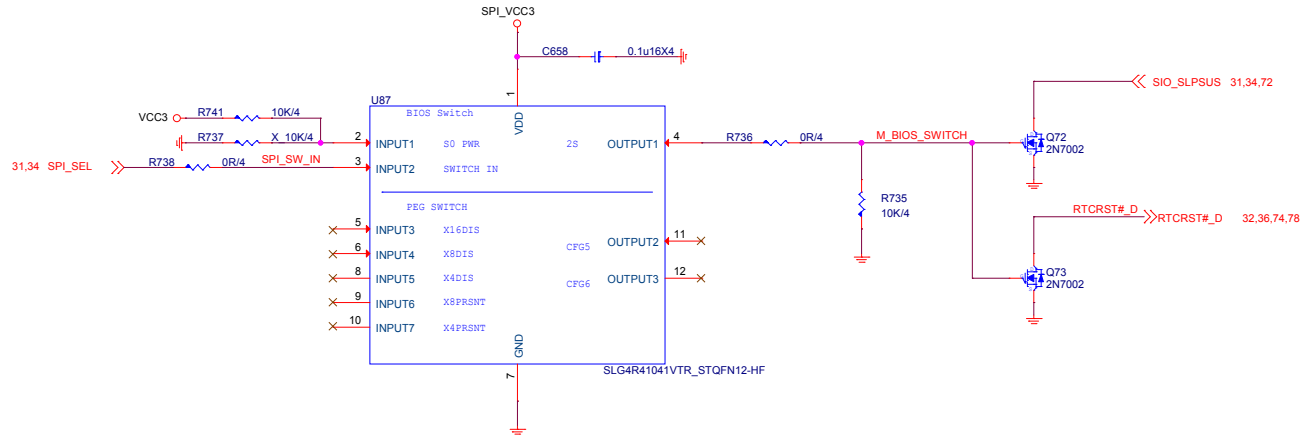 SPI_VCC3
C658 0.1u16X4
SIO_SLPSUS 31,34,72
U87
1
BIOS Switch
VDD
R741 10K/4
VCC3
R737 X_10K/4
2 INPUT1 S0 PWR 2S OUTPUT1 4
R736 0R/4
M_BIOS_SWITCH
Q72
2N7002
31,34 SPI_SEL
R738 0R/4
SPI_SW_IN
3 INPUT2 SWITCH IN
R735
10K/4
PEG SWITCH
5 INPUT3 X16DIS
RTCRST#_D
RTCRST#_D 32,36,74,78
CFG5 OUTPUT2 11
6 INPUT4 X8DIS
8 INPUT5 X4DIS
CFG6 OUTPUT3 12
Q73
2N7002
9 INPUT6 X8PRSNT
10 INPUT7 X4PRSNT
GND
7
SLG4R41041VTR_STQFN12-HF